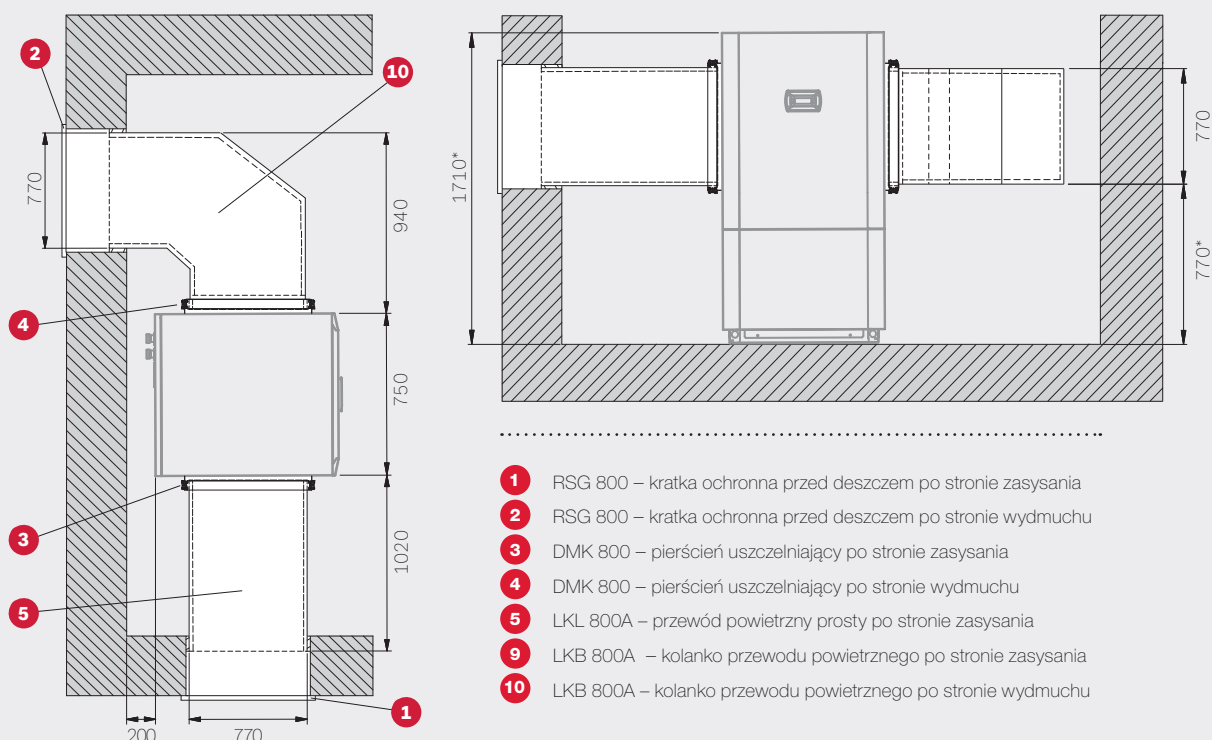 2
10
770
940
4
750
3
1020
5
1
200
770
1710*
770
770*
1 RSG 800 – kratka ochronna przed deszczem po stronie zasysania
2 RSG 800 – kratka ochronna przed deszczem po stronie wydmuchu
3 DMK 800 – pierścień uszczelniający po stronie zasysania
4 DMK 800 – pierścień uszczelniający po stronie wydmuchu
5 LKL 800A – przewód powietrzny prosty po stronie zasysania
9 LKB 800A – kolanko przewodu powietrznego po stronie zasysania
10 LKB 800A – kolanko przewodu powietrznego po stronie wydmuchu